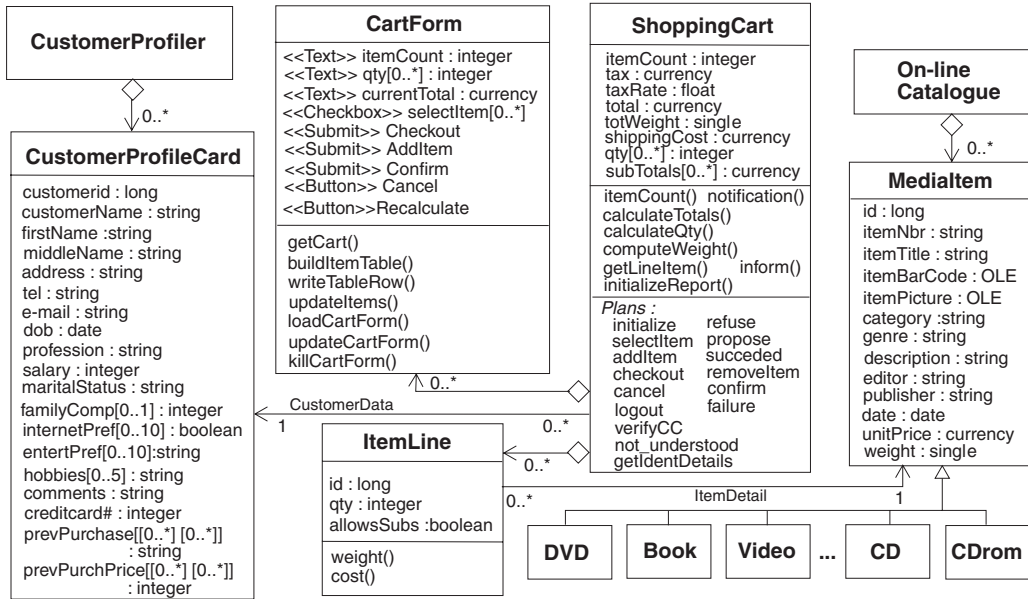 CustomerProfiler
0..*
CustomerProfileCard
customerid : long
customerName : string
firstName :string
middleName : string
address : string
tel : string
e-mail : string
dob : date
profession : string
salary : integer
maritalStatus : string
familyComp[0..1] : integer
internetPref[0..10] : boolean
entertPref[0..10]:string
hobbies[0..5] : string
comments : string
creditcard# : integer
prevPurchase[[0..*] [0..*]]
: string
prevPurchPrice[[0..*] [0..*]]
: integer
CartForm
<<Text>> itemCount : integer
<<Text>> qty[0..*] : integer
<<Text>> currentTotal : currency
<<Checkbox>> selectItem[0..*]
<<Submit>> Checkout
<<Submit>> AddItem
<<Submit>> Confirm
<<Button>> Cancel
<<Button>>Recalculate
getCart()
buildItemTable()
writeTableRow()
updateItems()
loadCartForm()
updateCartForm()
killCartForm()
0..*
CustomerData
1
0..*
ItemLine
id : long
qty : integer
allowsSubs :boolean
weight()
cost()
0..*
ShoppingCart
itemCount : integer
tax : currency
taxRate : float
total : currency
totWeight : single
shippingCost : currency
qty[0..*] : integer
subTotals[0..*] : currency
itemCount() notification()
calculateTotals()
calculateQty()
computeWeight()
getLineItem() inform()
initializeReport()
Plans :
initialize refuse
selectItem propose
addItem succeded
checkout removeItem
cancel confirm
logout failure
verifyCC
not_understood
getIdentDetails
0..*
ItemDetail
1
On-line
Catalogue
0..*
MediaItem
id : long
itemNbr : string
itemTitle : string
itemBarCode : OLE
itemPicture : OLE
category :string
genre : string
description : string
editor : string
publisher : string
date : date
unitPrice : currency
weight : single
DVD
Book
Video
...
CD
CDrom